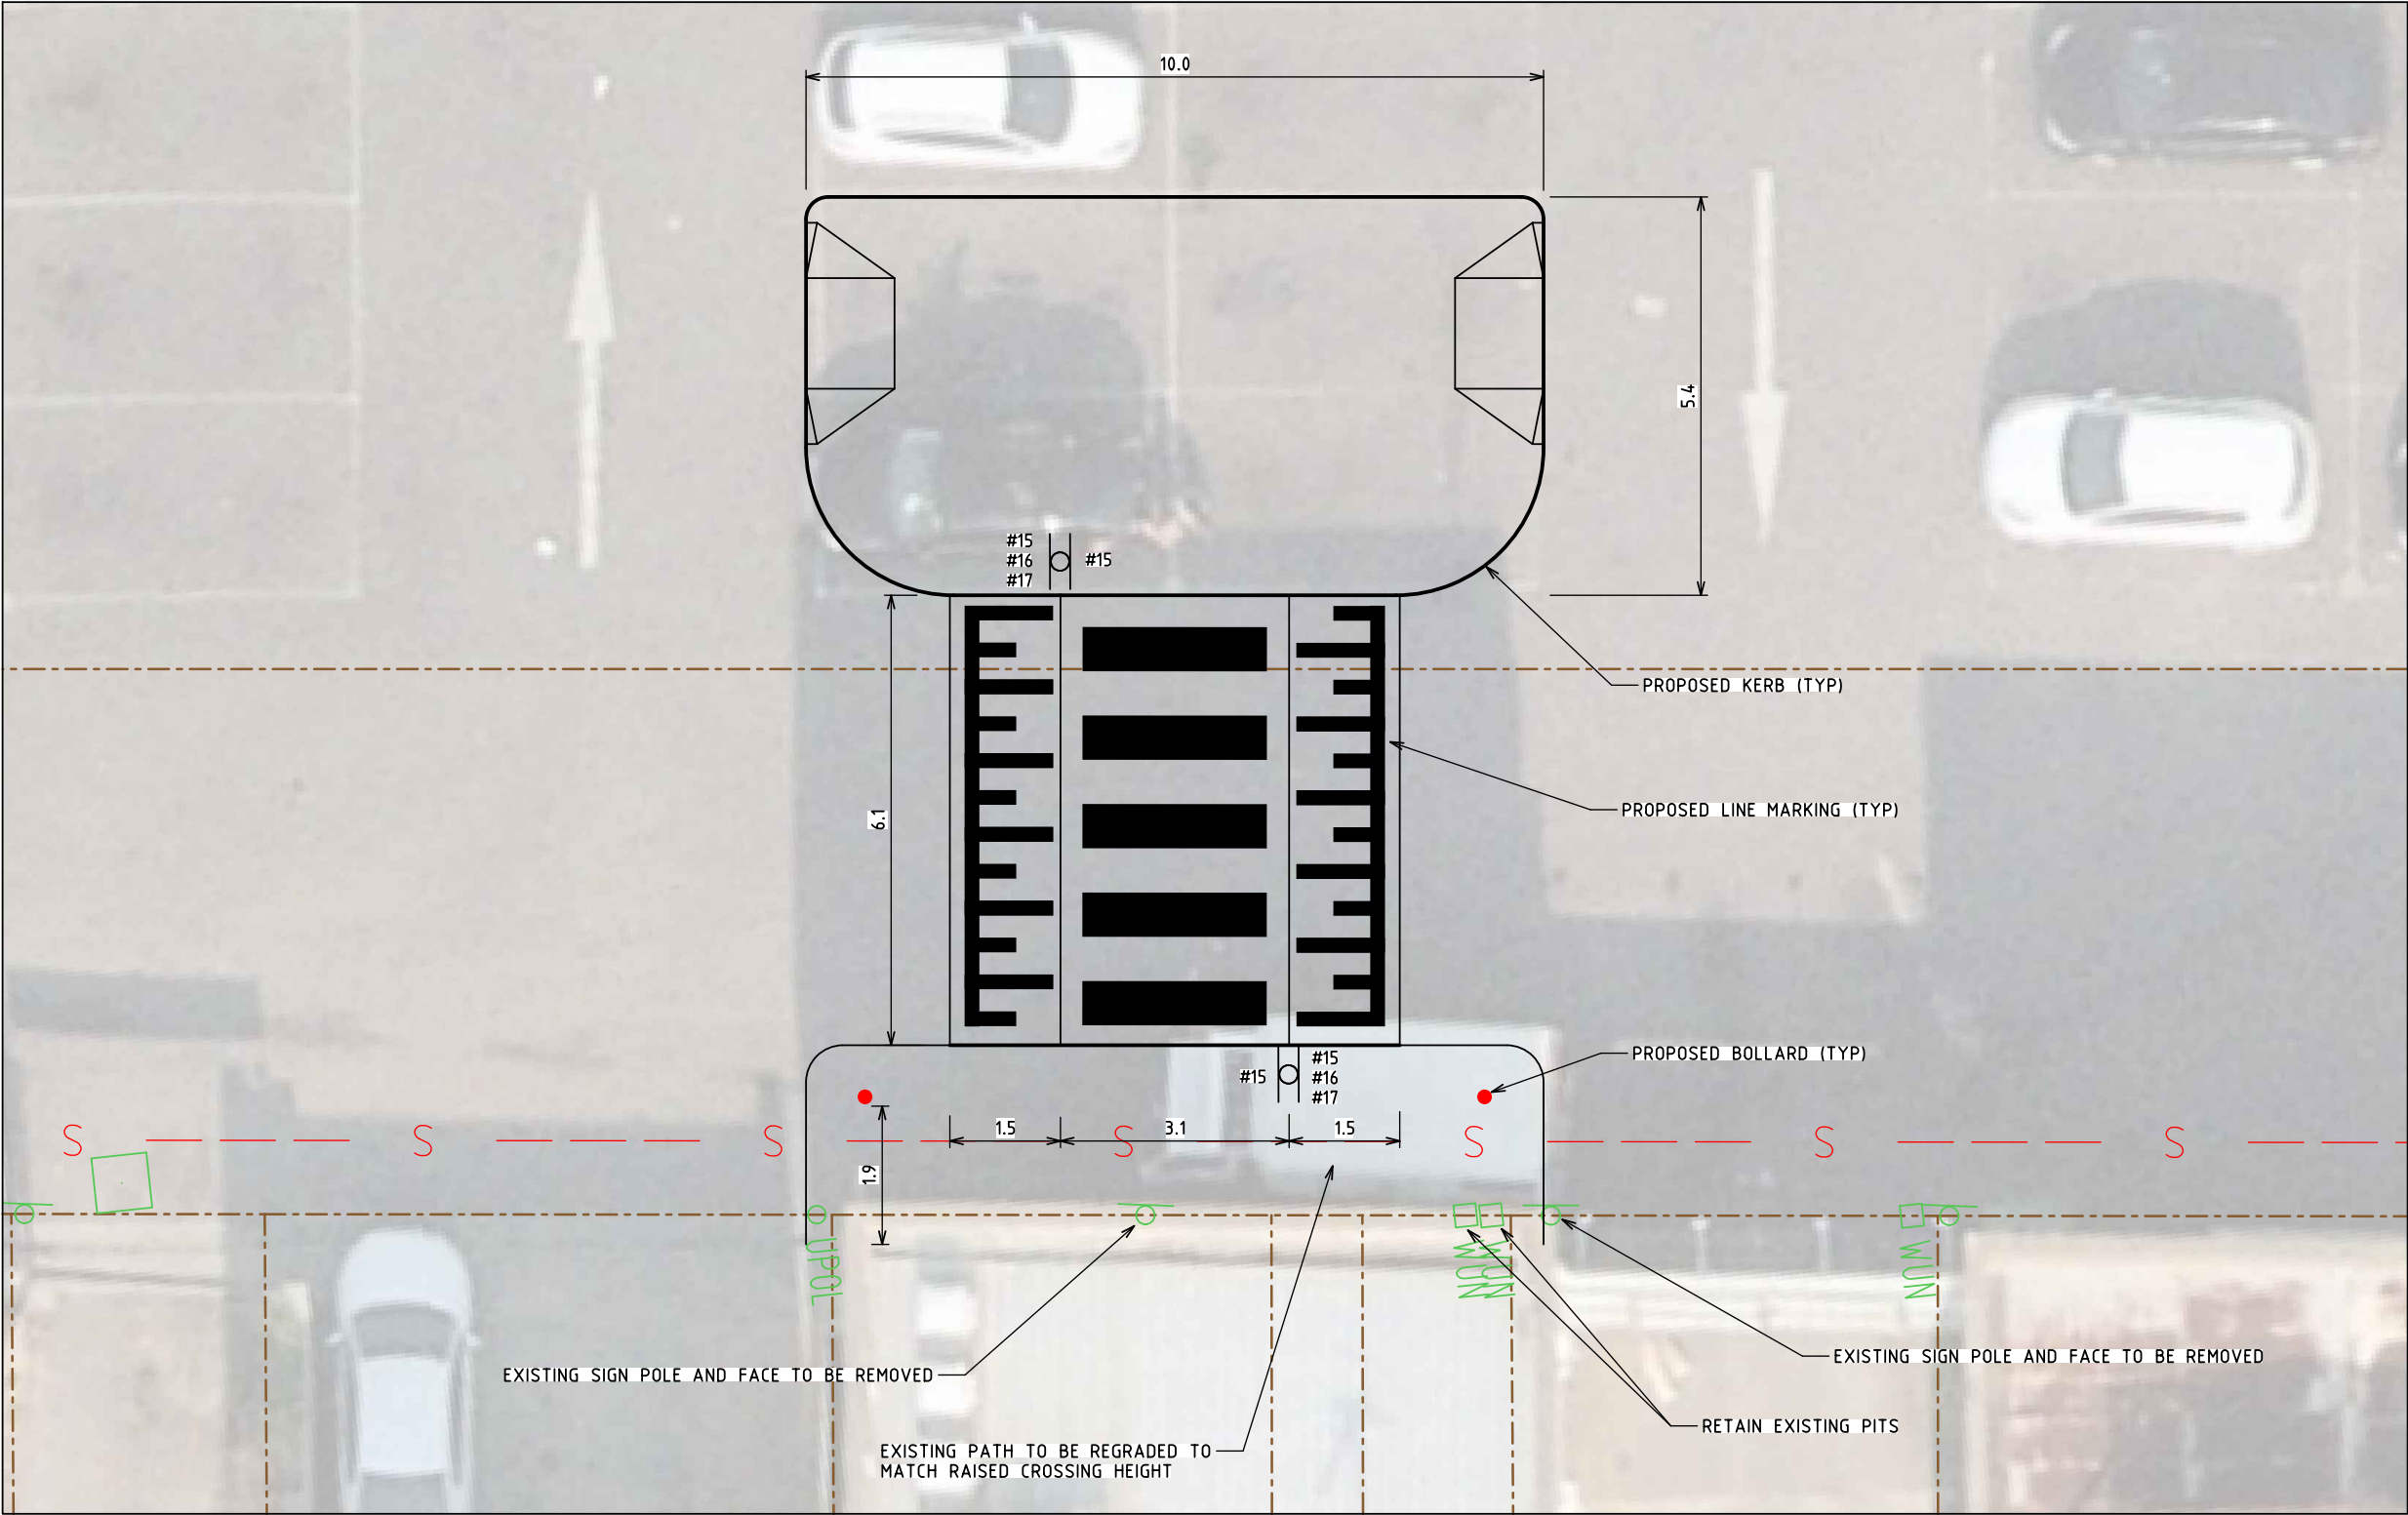 10.0
5.4
#15
#16
#17
#15
PROPOSED KERB (TYP)
6.1
PROPOSED LINE MARKING (TYP)
#15
#15
#16
#17
PROPOSED BOLLARD (TYP)
1.5
3.1
1.5
S
S
S
S
S
S
S
1.9
UPOL
WUN
WUN
WUN
EXISTING SIGN POLE AND FACE TO BE REMOVED
EXISTING SIGN POLE AND FACE TO BE REMOVED
RETAIN EXISTING PITS
EXISTING PATH TO BE REGRADED TO
MATCH RAISED CROSSING HEIGHT